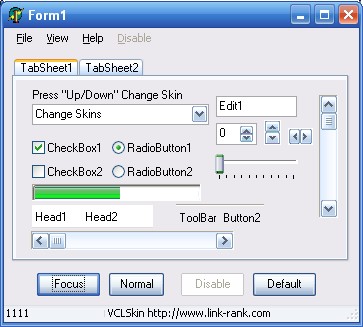 Form1
File View Help Disable
TabSheet1 TabSheet2
Press "Up/Down" Change Skin
Edit1
Change Skins
0
CheckBox1 RadioButton1
CheckBox2 RadioButton2
Head1 Head2
ToolBar Button2
Focus Normal Disable Default
1111 VCLSkin http://www.link-rank.com